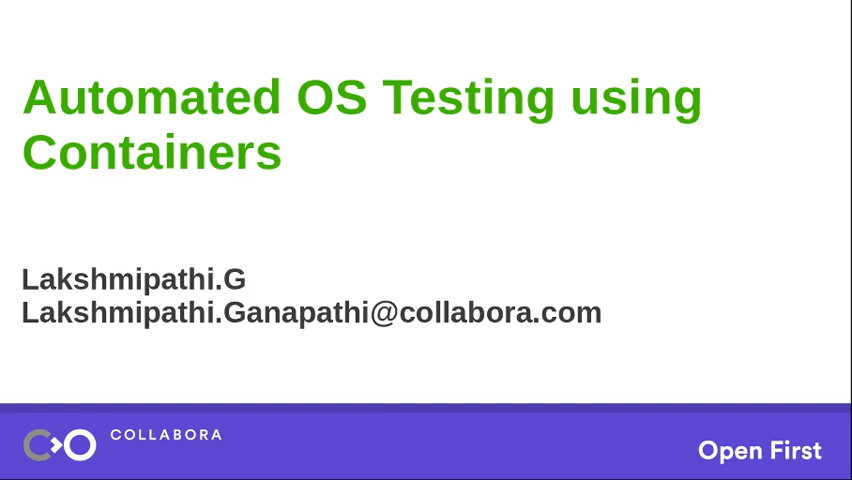 Automated OS Testing using
Containers
Lakshmipathi.G
Lakshmipathi.Ganapathi@collabora.com
COLLABORA
Open First